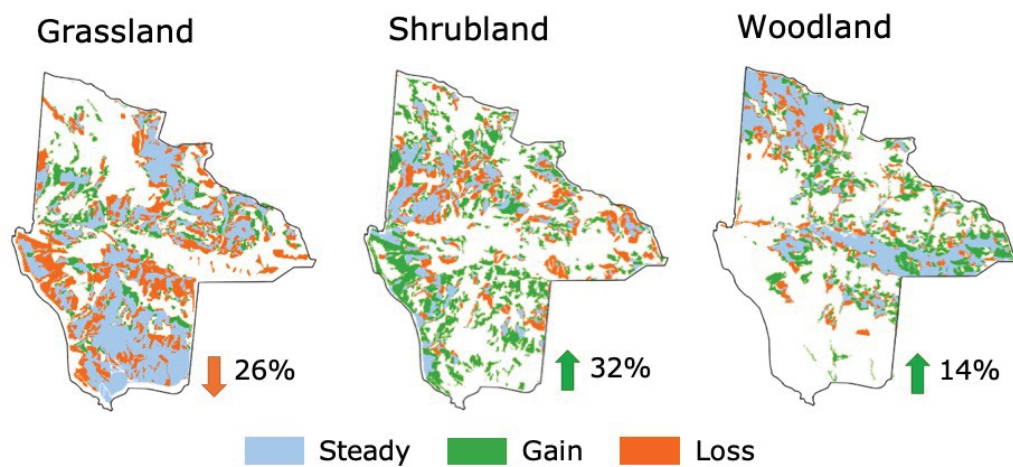 Grassland
Shrubland
Woodland
26%
32%
14%
Steady
Gain
Loss